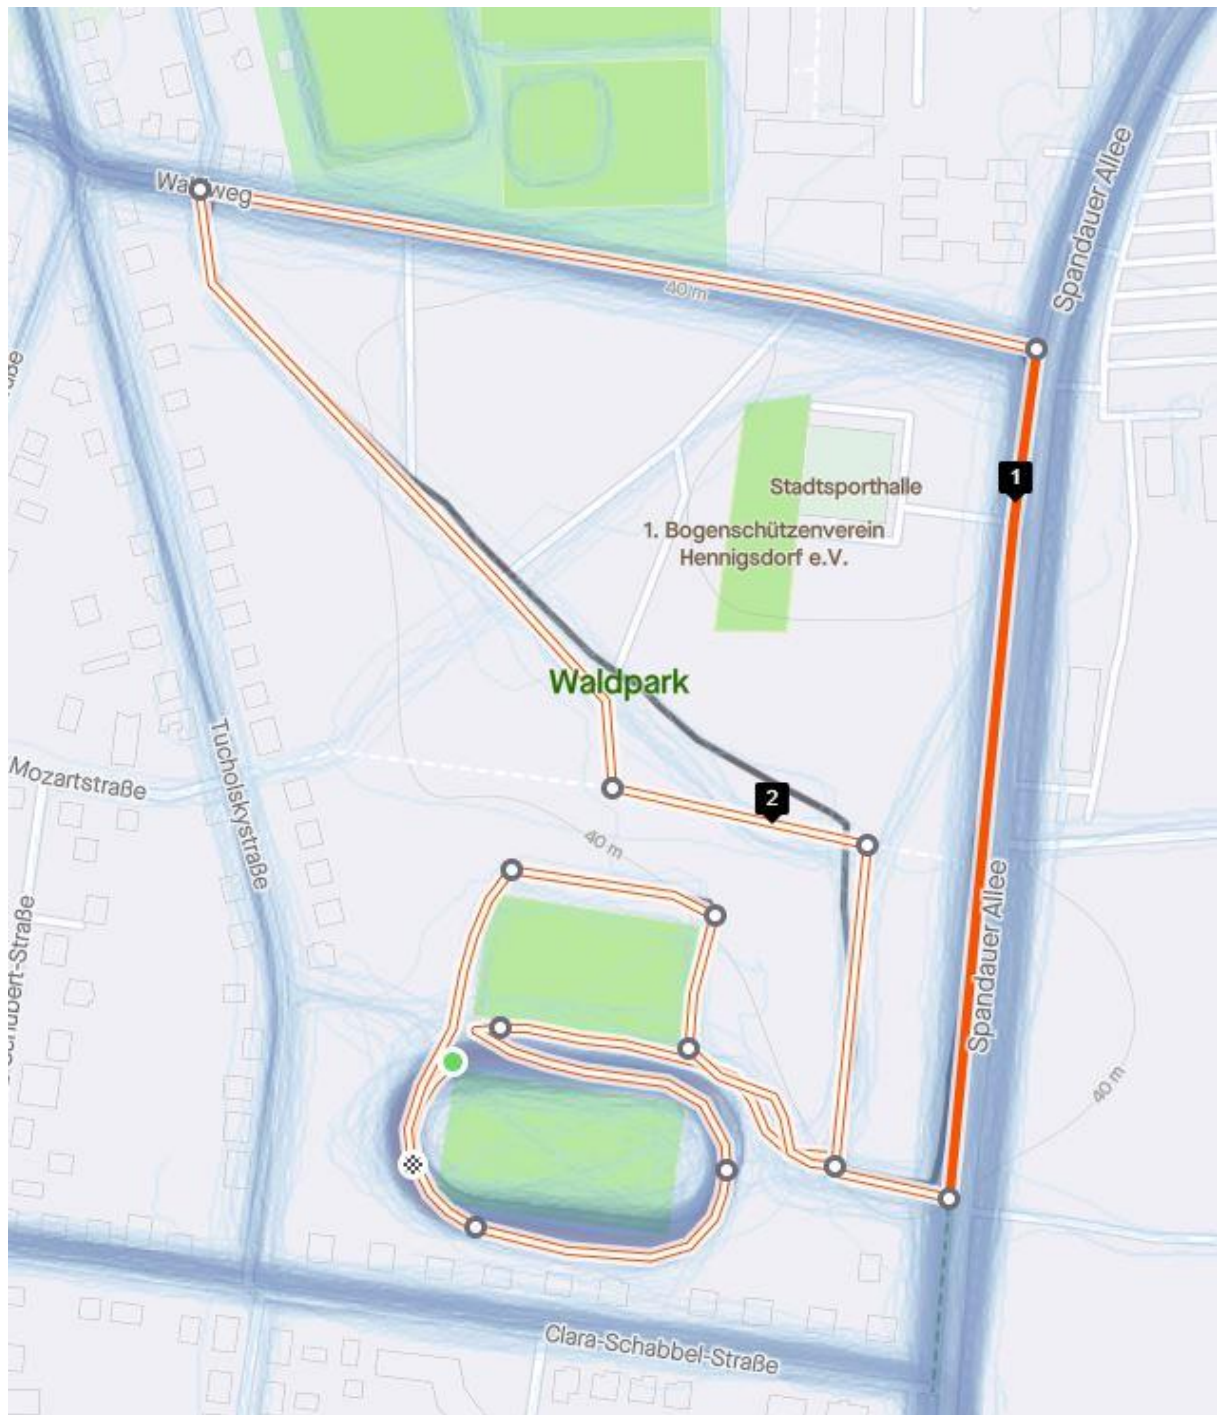 Spandauer Allee
40 m
1
Stadtsporthalle
1. Bogenschützenverein
Hennigsdorf e.V.
Waldpark
Tucholskystraße
Mozartstraße
2
40 m
Spandauer Allee
40 m
Clara-Schabbel-Straße